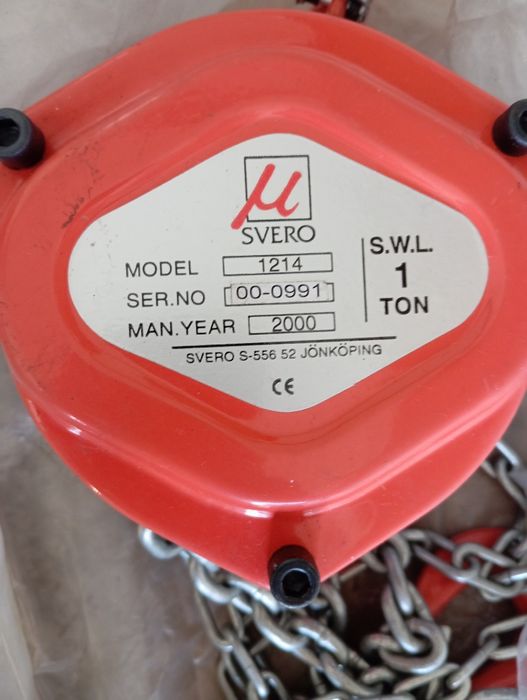 µ
SVERO
MODEL 1214
SER.NO 00-0991
MAN.YEAR 2000
S.W.L.
1
TON
SVERO S-556 52 JÖNKÖPING
CE